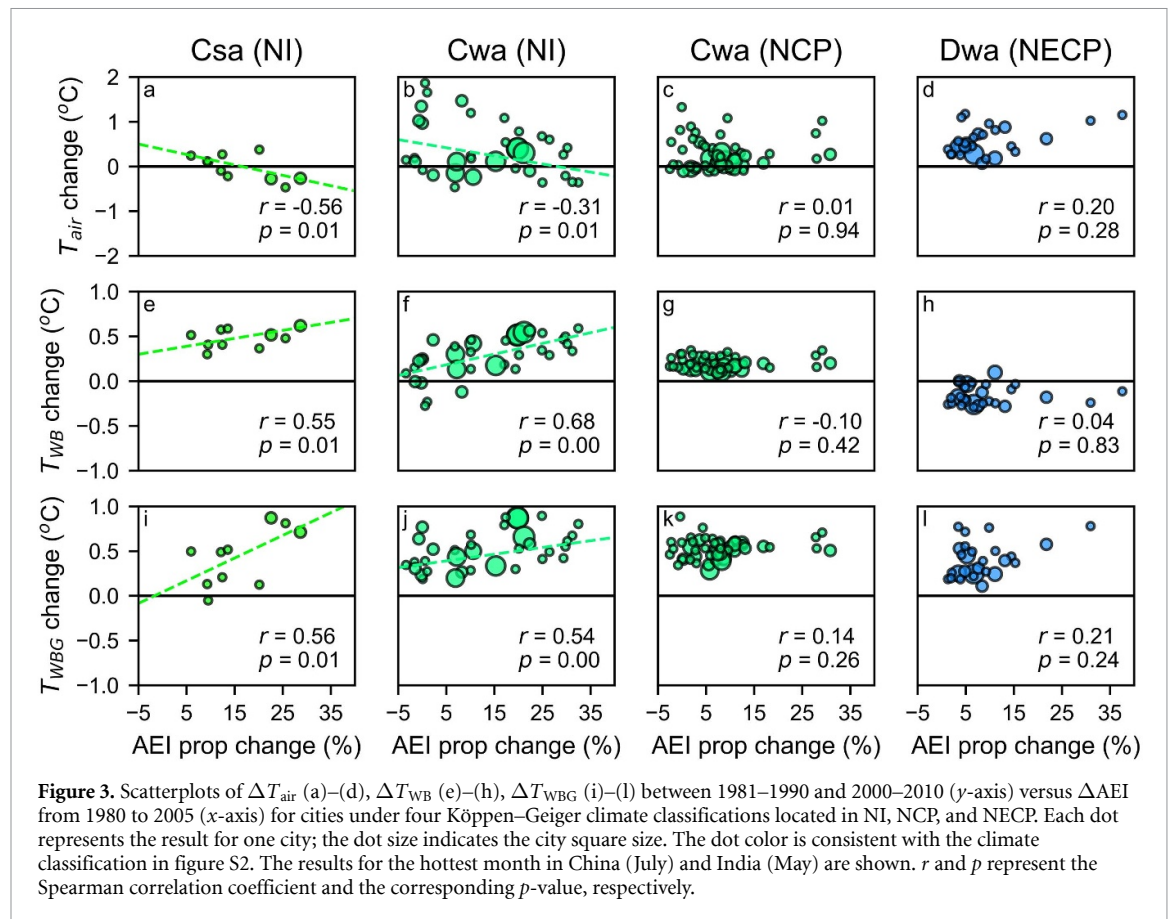 Csa (NI) Cwa (NI) Cwa (NCP) Dwa (NECP)
T_air change (°C)
2
1
0
−1
−2
a
r = -0.56
p = 0.01
b
r = -0.31
p = 0.01
c
r = 0.01
p = 0.94
d
r = 0.20
p = 0.28
T_WB change (°C)
1.0
0.5
0.0
−0.5
−1.0
e
r = 0.55
p = 0.01
f
r = 0.68
p = 0.00
g
r = -0.10
p = 0.42
h
r = 0.04
p = 0.83
T_WBG change (°C)
1.0
0.5
0.0
−0.5
−1.0
i
r = 0.56
p = 0.01
j
r = 0.54
p = 0.00
k
r = 0.14
p = 0.26
l
r = 0.21
p = 0.24
−5 5 15 25 35 −5 5 15 25 35 −5 5 15 25 35 −5 5 15 25 35
AEI prop change (%) AEI prop change (%) AEI prop change (%) AEI prop change (%)
Figure 3. Scatterplots of ΔT_air (a)–(d), ΔT_WB (e)–(h), ΔT_WBG (i)–(l) between 1981–1990 and 2000–2010 (y-axis) versus ΔAEI
from 1980 to 2005 (x-axis) for cities under four Köppen–Geiger climate classifications located in NI, NCP, and NECP. Each dot
represents the result for one city; the dot size indicates the city square size. The dot color is consistent with the climate
classification in figure S2. The results for the hottest month in China (July) and India (May) are shown. r and p represent the
Spearman correlation coefficient and the corresponding p-value, respectively.